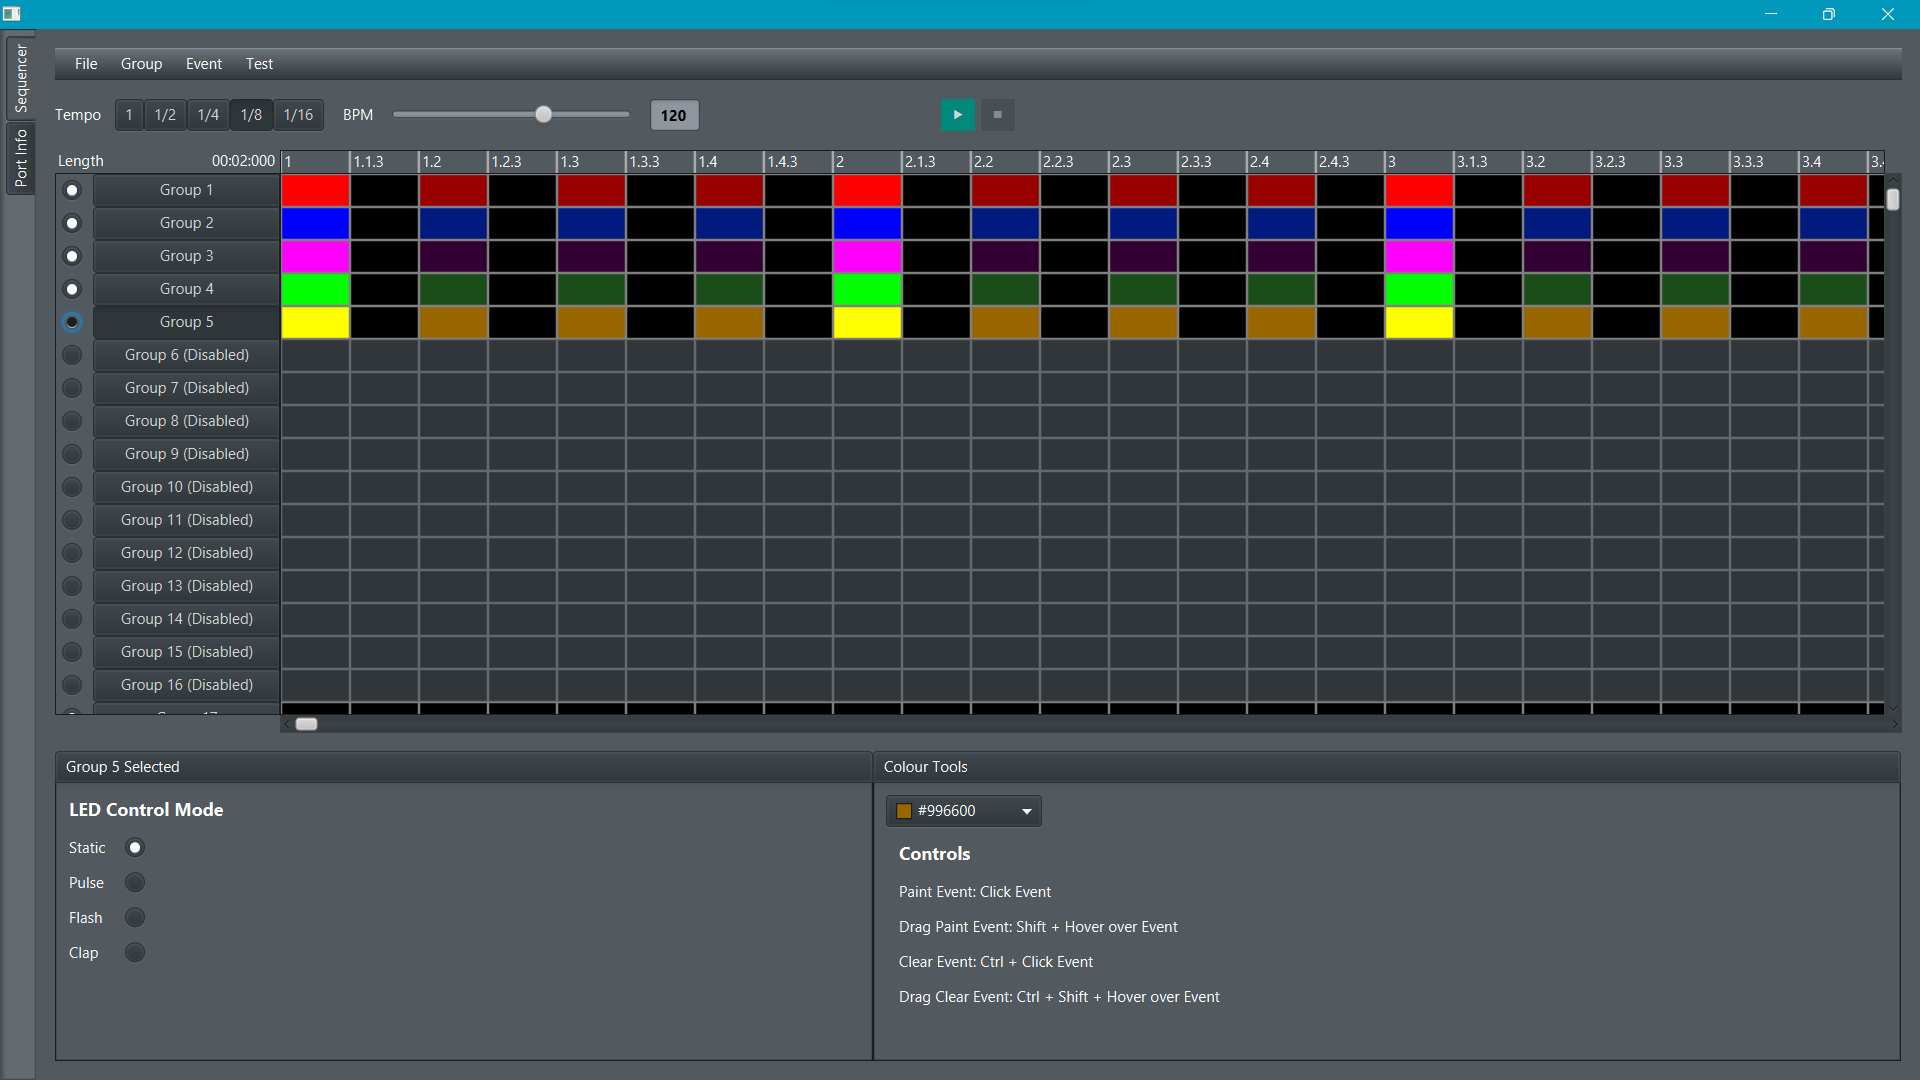 Sequencer
Port Info
File Group Event Test
Tempo 1 1/2 1/4 1/8 1/16 BPM 120
Length 00:02:000 1 1.1.3 1.2 1.2.3 1.3 1.3.3 1.4 1.4.3 2 2.1.3 2.2 2.2.3 2.3 2.3.3 2.4 2.4.3 3 3.1.3 3.2 3.2.3 3.3 3.3.3 3.4
Group 1
Group 2
Group 3
Group 4
Group 5
Group 6 (Disabled)
Group 7 (Disabled)
Group 8 (Disabled)
Group 9 (Disabled)
Group 10 (Disabled)
Group 11 (Disabled)
Group 12 (Disabled)
Group 13 (Disabled)
Group 14 (Disabled)
Group 15 (Disabled)
Group 16 (Disabled)
Group 5 Selected
LED Control Mode
Static
Pulse
Flash
Clap
Colour Tools
#996600
Controls
Paint Event: Click Event
Drag Paint Event: Shift + Hover over Event
Clear Event: Ctrl + Click Event
Drag Clear Event: Ctrl + Shift + Hover over Event